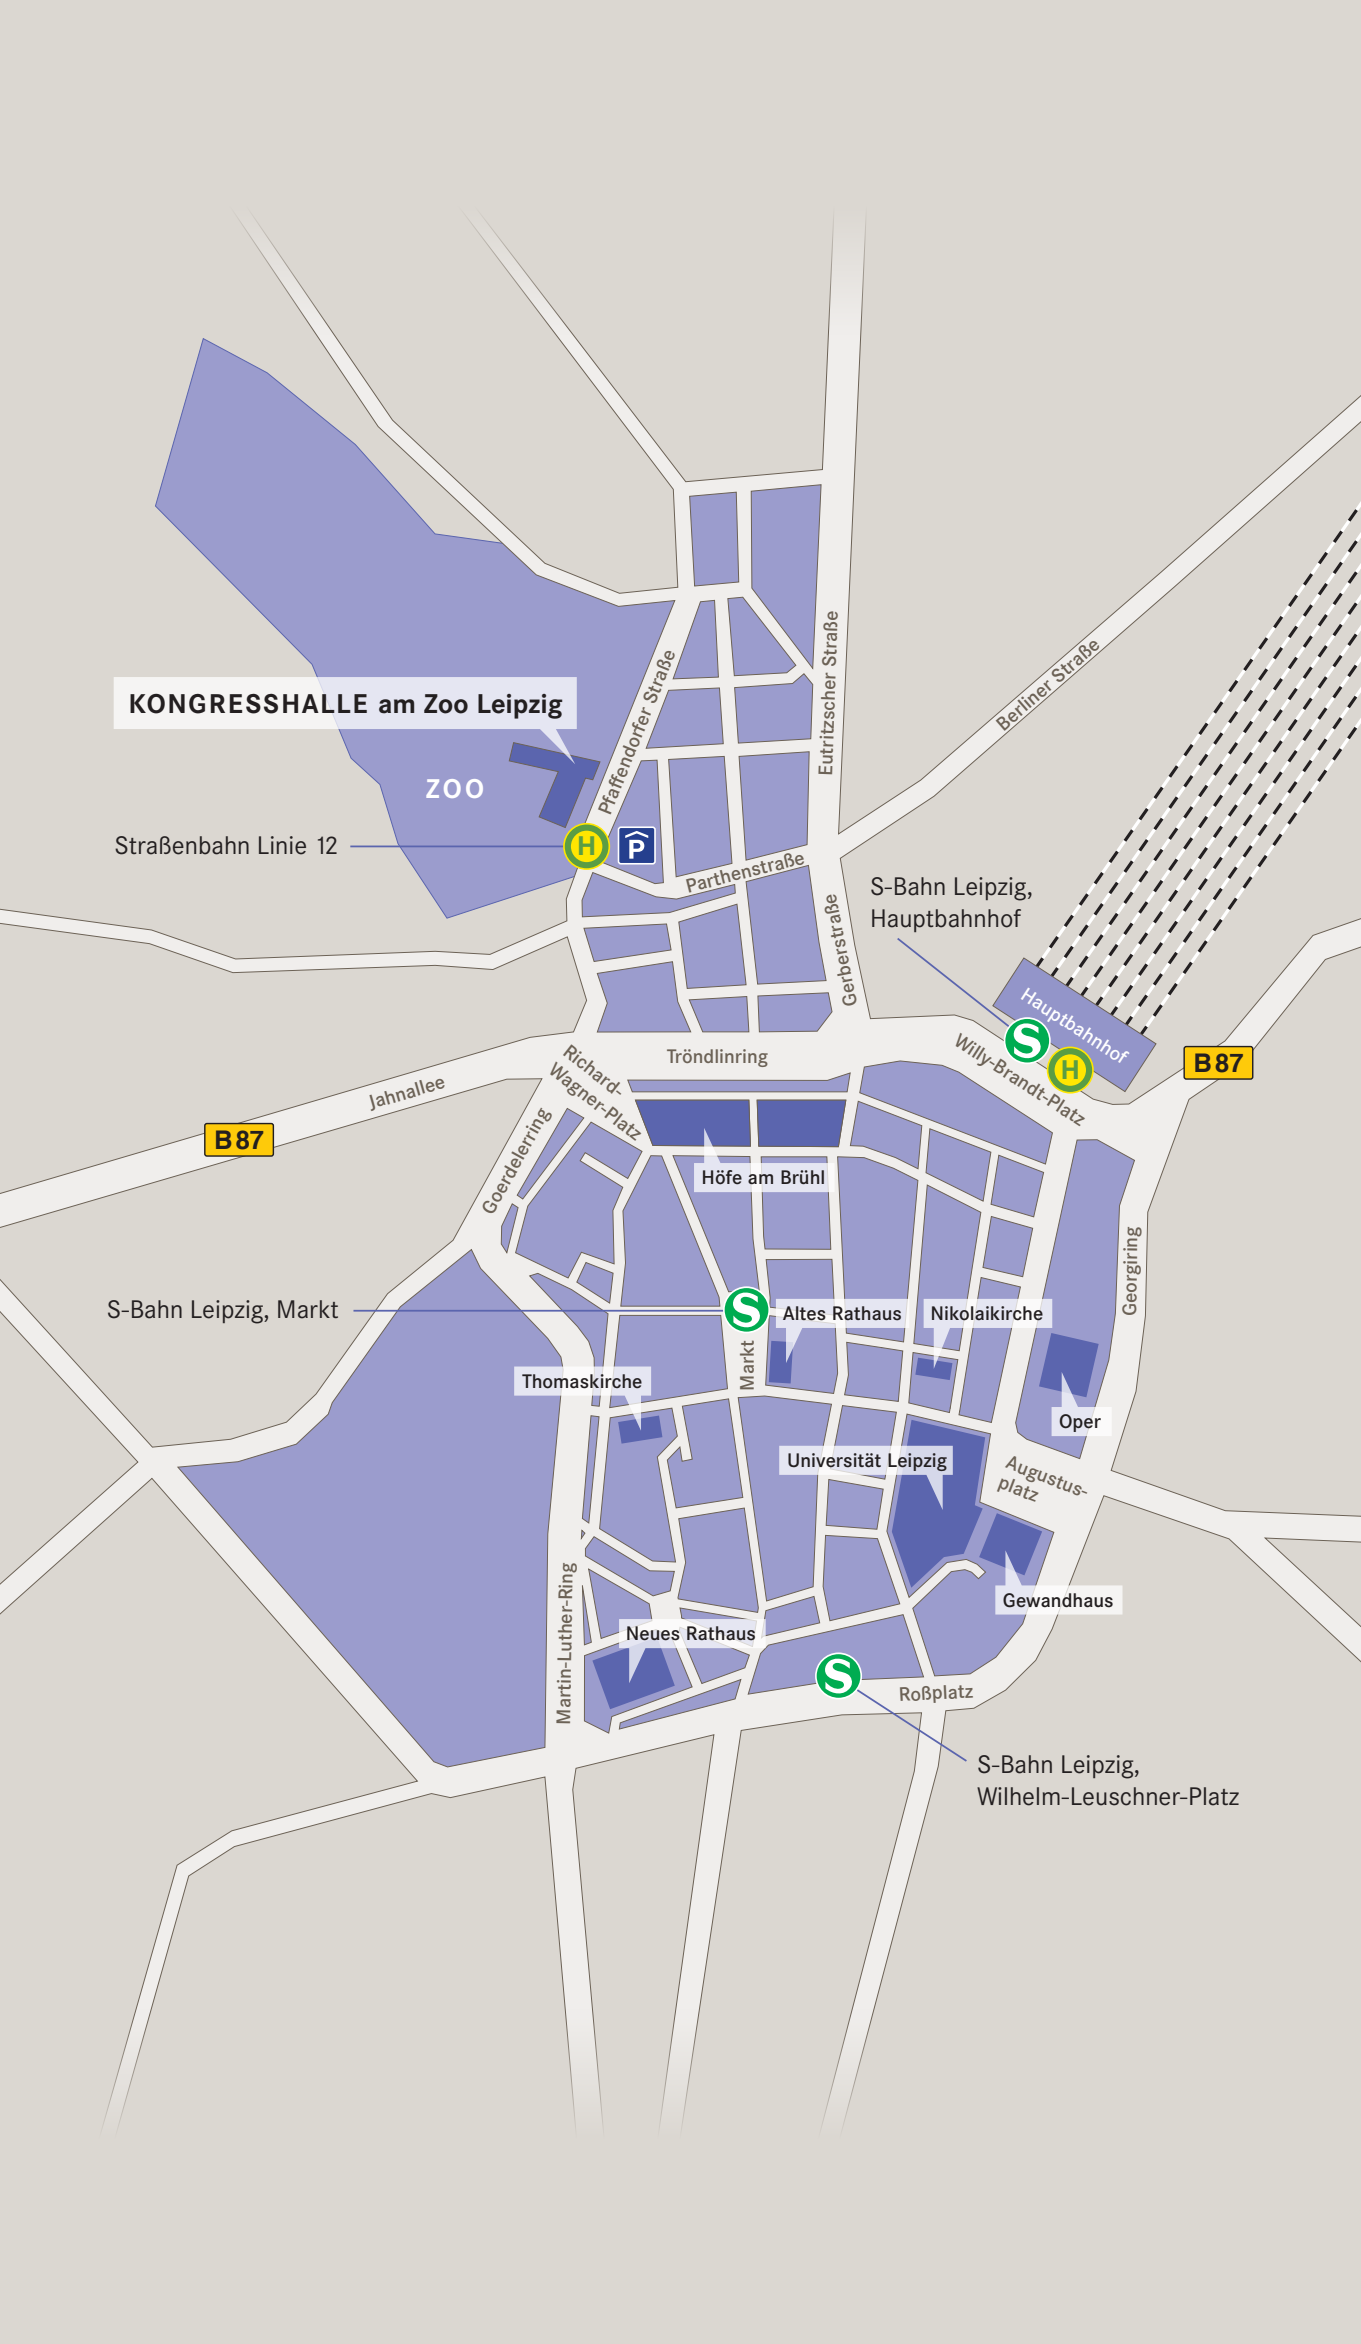 KONGRESSHALLE am Zoo Leipzig
ZOO
Pfaffendorfer Straße
Eutritzscher Straße
Berliner Straße
Straßenbahn Linie 12
H
P
Parthenstraße
Gerberstraße
S-Bahn Leipzig,
Hauptbahnhof
Hauptbahnhof
S
H
Willy-Brandt-Platz
B 87
Tröndlinring
Richard-
Wagner-Platz
Jahnallee
B 87
Goerdelerring
Höfe am Brühl
Georgiring
S-Bahn Leipzig, Markt
S
Markt
Altes Rathaus
Nikolaikirche
Thomaskirche
Oper
Universität Leipzig
Augustus-
platz
Gewandhaus
Martin-Luther-Ring
Neues Rathaus
S
Roßplatz
S-Bahn Leipzig,
Wilhelm-Leuschner-Platz